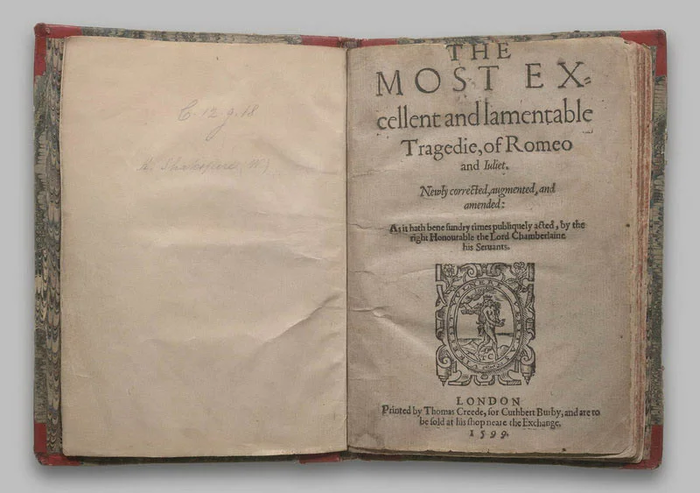 C. 12 g. 18
THE
MOST EX-
cellent and lamentable
Tragedie, of Romeo
and Iuliet.
Newly corrected, augmented, and
amended:
As it hath bene sundry times publiquely acted, by the
right Honourable the Lord Chamberlaine
his Seruants.
T C
LONDON
Printed by Thomas Creede, for Cuthbert Burby, and are to
be sold at his shop neare the Exchange.
1599.